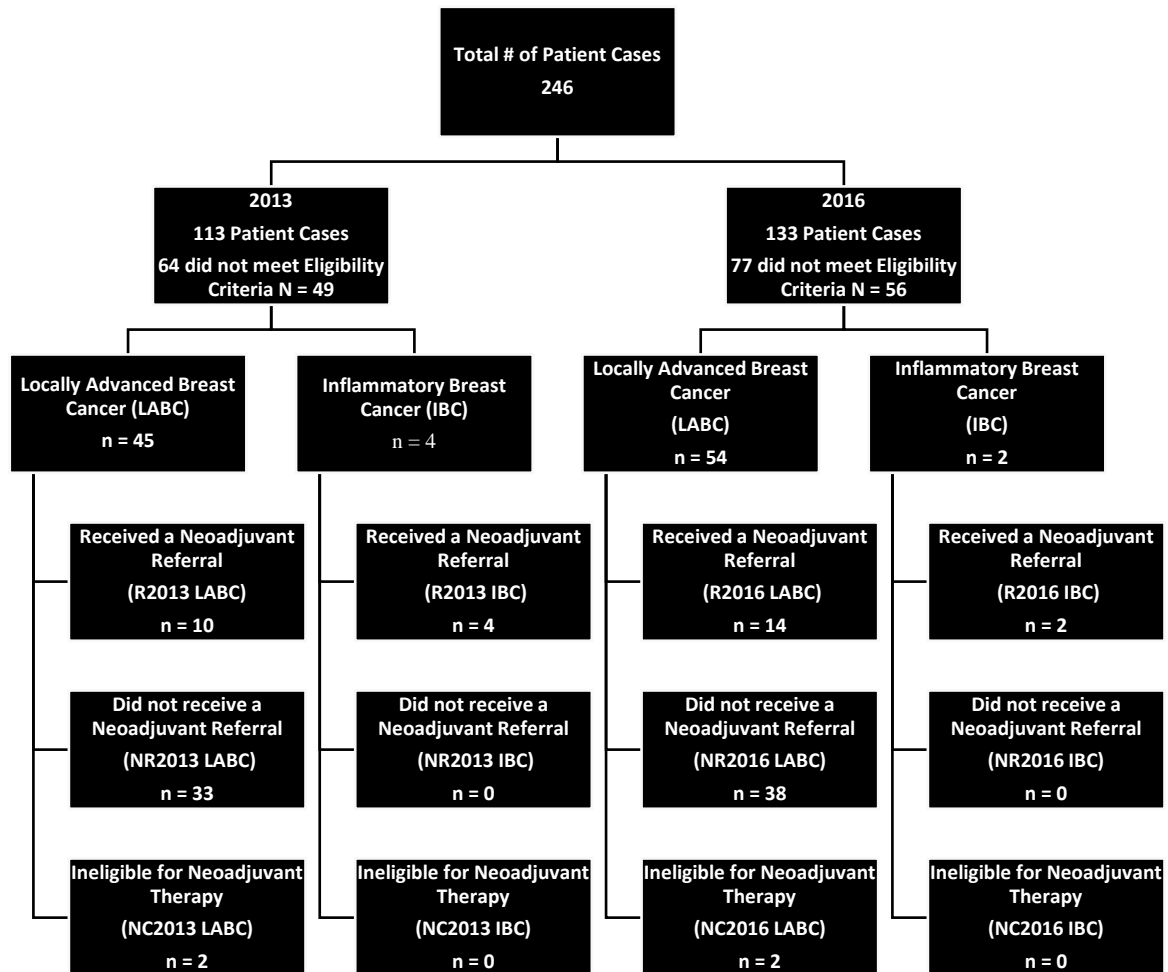 Total # of Patient Cases
246
2013
113 Patient Cases
64 did not meet Eligibility
Criteria N = 49
2016
133 Patient Cases
77 did not meet Eligibility
Criteria N = 56
Locally Advanced Breast
Cancer (LABC)
n = 45
Inflammatory Breast
Cancer (IBC)
n = 4
Locally Advanced Breast
Cancer
(LABC)
n = 54
Inflammatory Breast
Cancer
(IBC)
n = 2
Received a Neoadjuvant
Referral
(R2013 LABC)
n = 10
Received a Neoadjuvant
Referral
(R2013 IBC)
n = 4
Received a Neoadjuvant
Referral
(R2016 LABC)
n = 14
Received a Neoadjuvant
Referral
(R2016 IBC)
n = 2
Did not receive a
Neoadjuvant Referral
(NR2013 LABC)
n = 33
Did not receive a
Neoadjuvant Referral
(NR2013 IBC)
n = 0
Did not receive a
Neoadjuvant Referral
(NR2016 LABC)
n = 38
Did not receive a
Neoadjuvant Referral
(NR2016 IBC)
n = 0
Ineligible for Neoadjuvant
Therapy
(NC2013 LABC)
n = 2
Ineligible for Neoadjuvant
Therapy
(NC2013 IBC)
n = 0
Ineligible for Neoadjuvant
Therapy
(NC2016 LABC)
n = 2
Ineligible for Neoadjuvant
Therapy
(NC2016 IBC)
n = 0